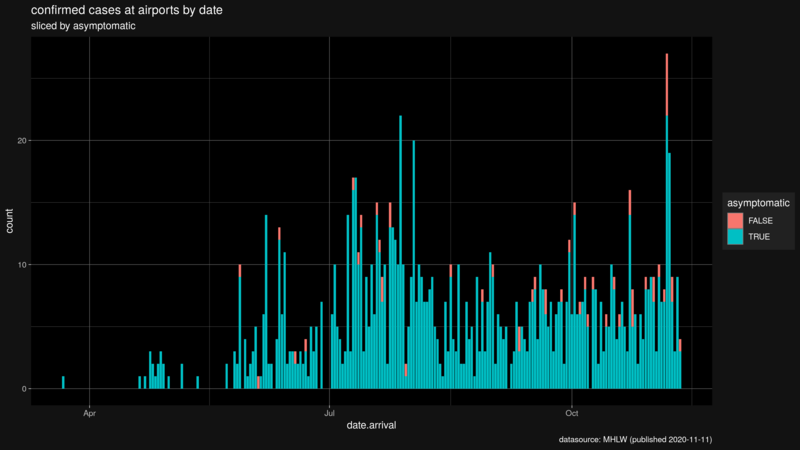 confirmed cases at airports by date
sliced by asymptomatic
count
20
10
0
Apr
Jul
Oct
date.arrival
asymptomatic
FALSE
TRUE
datasource: MHLW (published 2020-11-11)